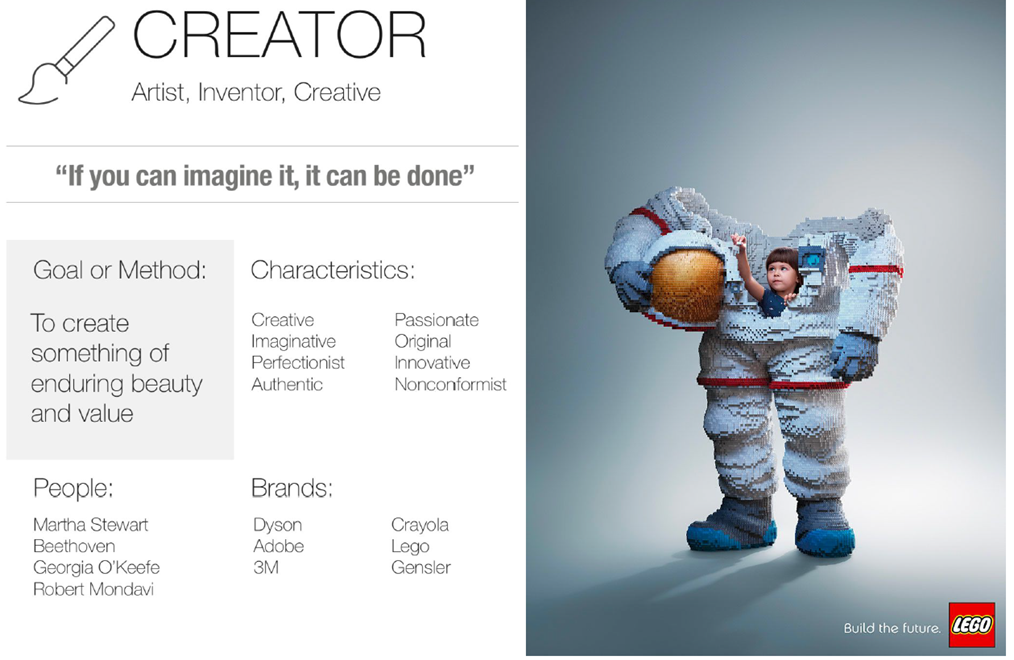 CREATOR
Artist, Inventor, Creative
“If you can imagine it, it can be done”
Goal or Method:
To create
something of
enduring beauty
and value
Characteristics:
Creative
Imaginative
Perfectionist
Authentic
Passionate
Original
Innovative
Nonconformist
People:
Martha Stewart
Beethoven
Georgia O'Keefe
Robert Mondavi
Brands:
Dyson
Adobe
3M
Crayola
Lego
Gensler
Build the future.
LEGO